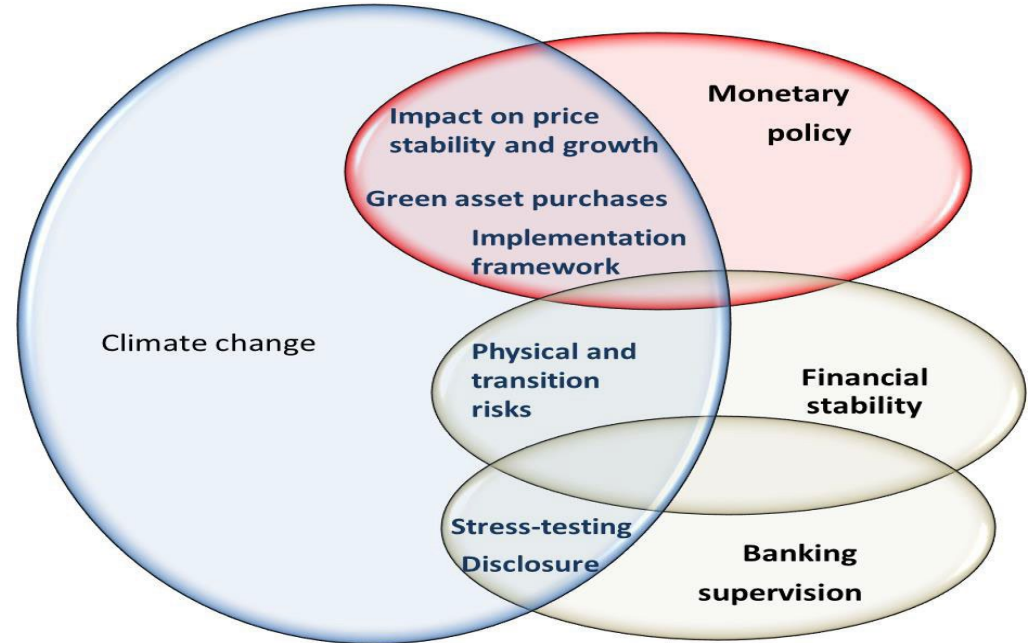 Monetary
policy
Impact on price
stability and growth
Green asset purchases
Implementation
framework
Climate change
Physical and
transition
risks
Financial
stability
Stress-testing
Disclosure
Banking
supervision